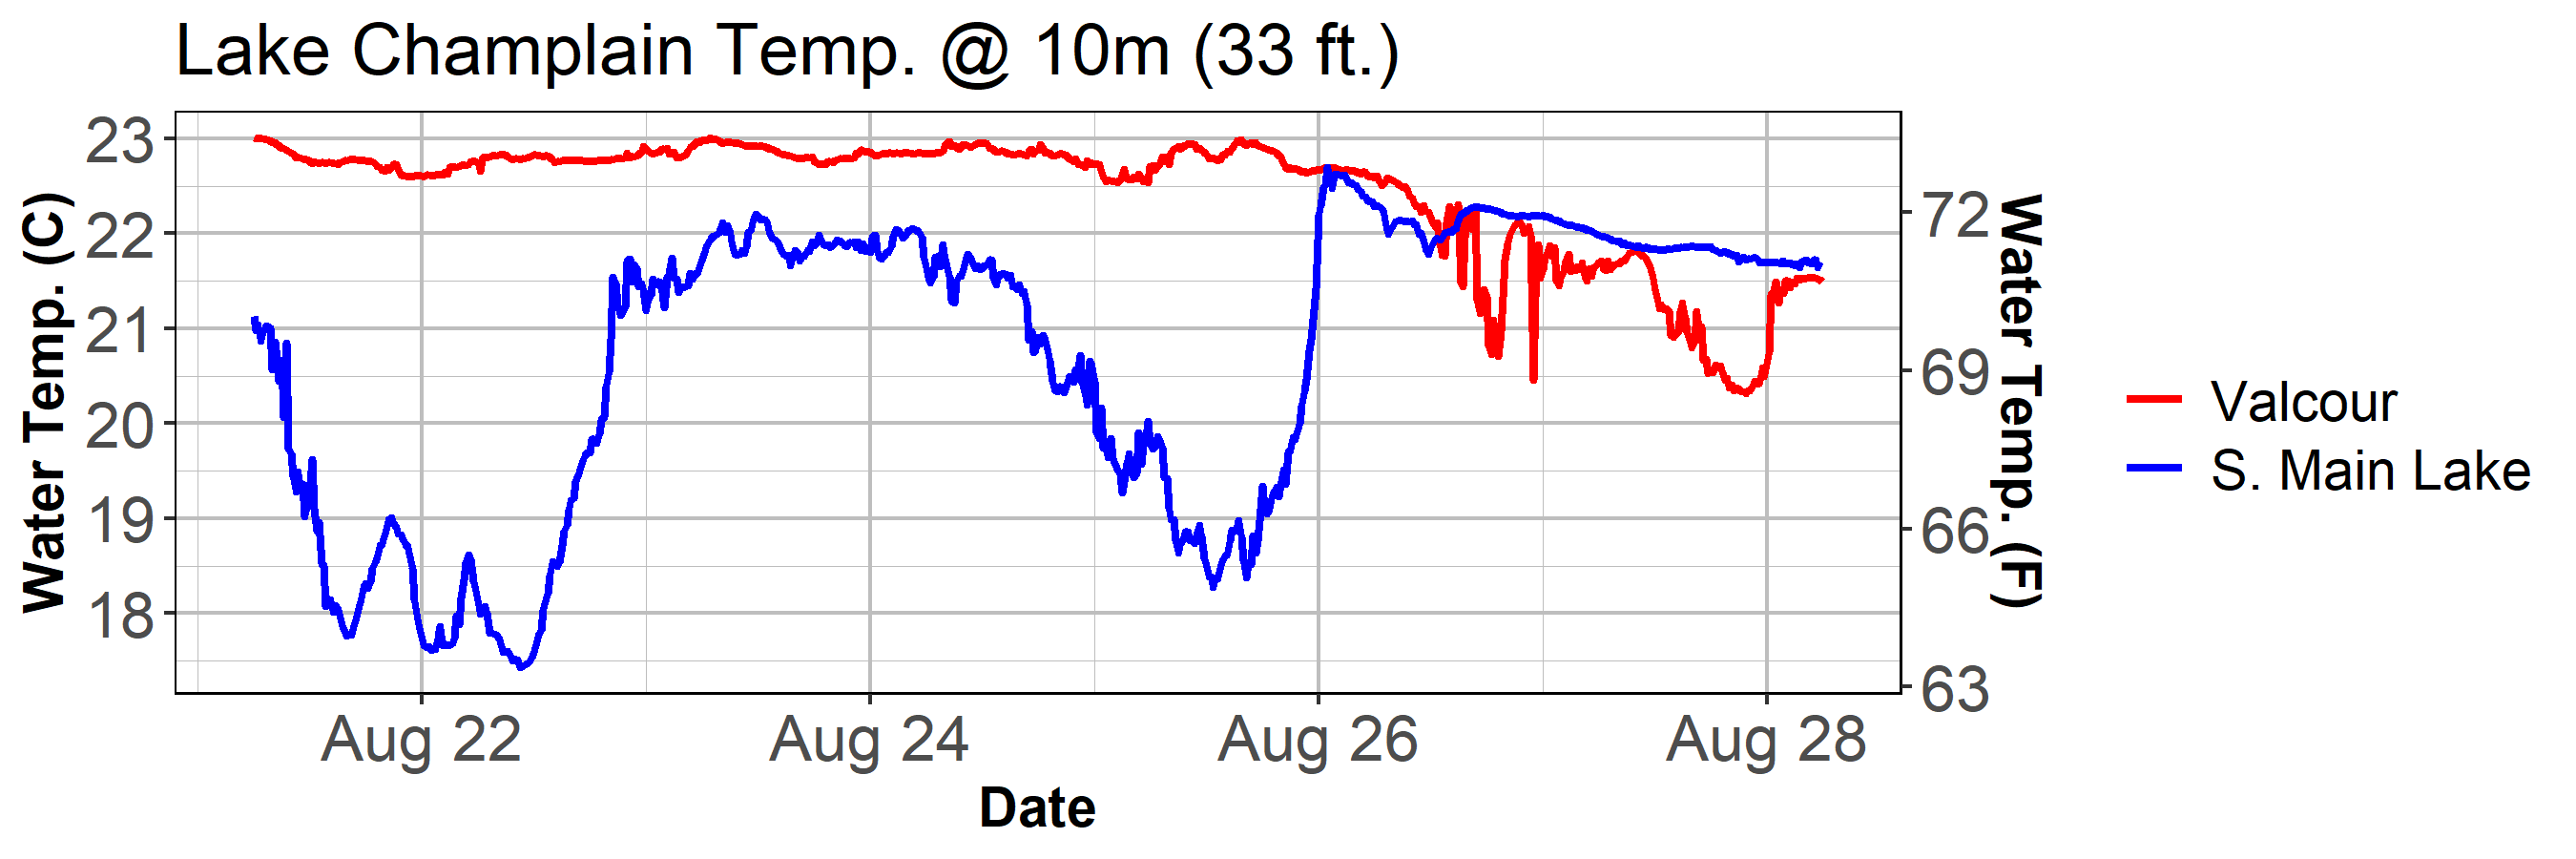 Lake Champlain Temp. @ 10m (33 ft.)
Water Temp. (C)
23
22
21
20
19
18
72
69
66
63
Water Temp. (F)
Aug 22
Aug 24
Aug 26
Aug 28
Date
Valcour
S. Main Lake